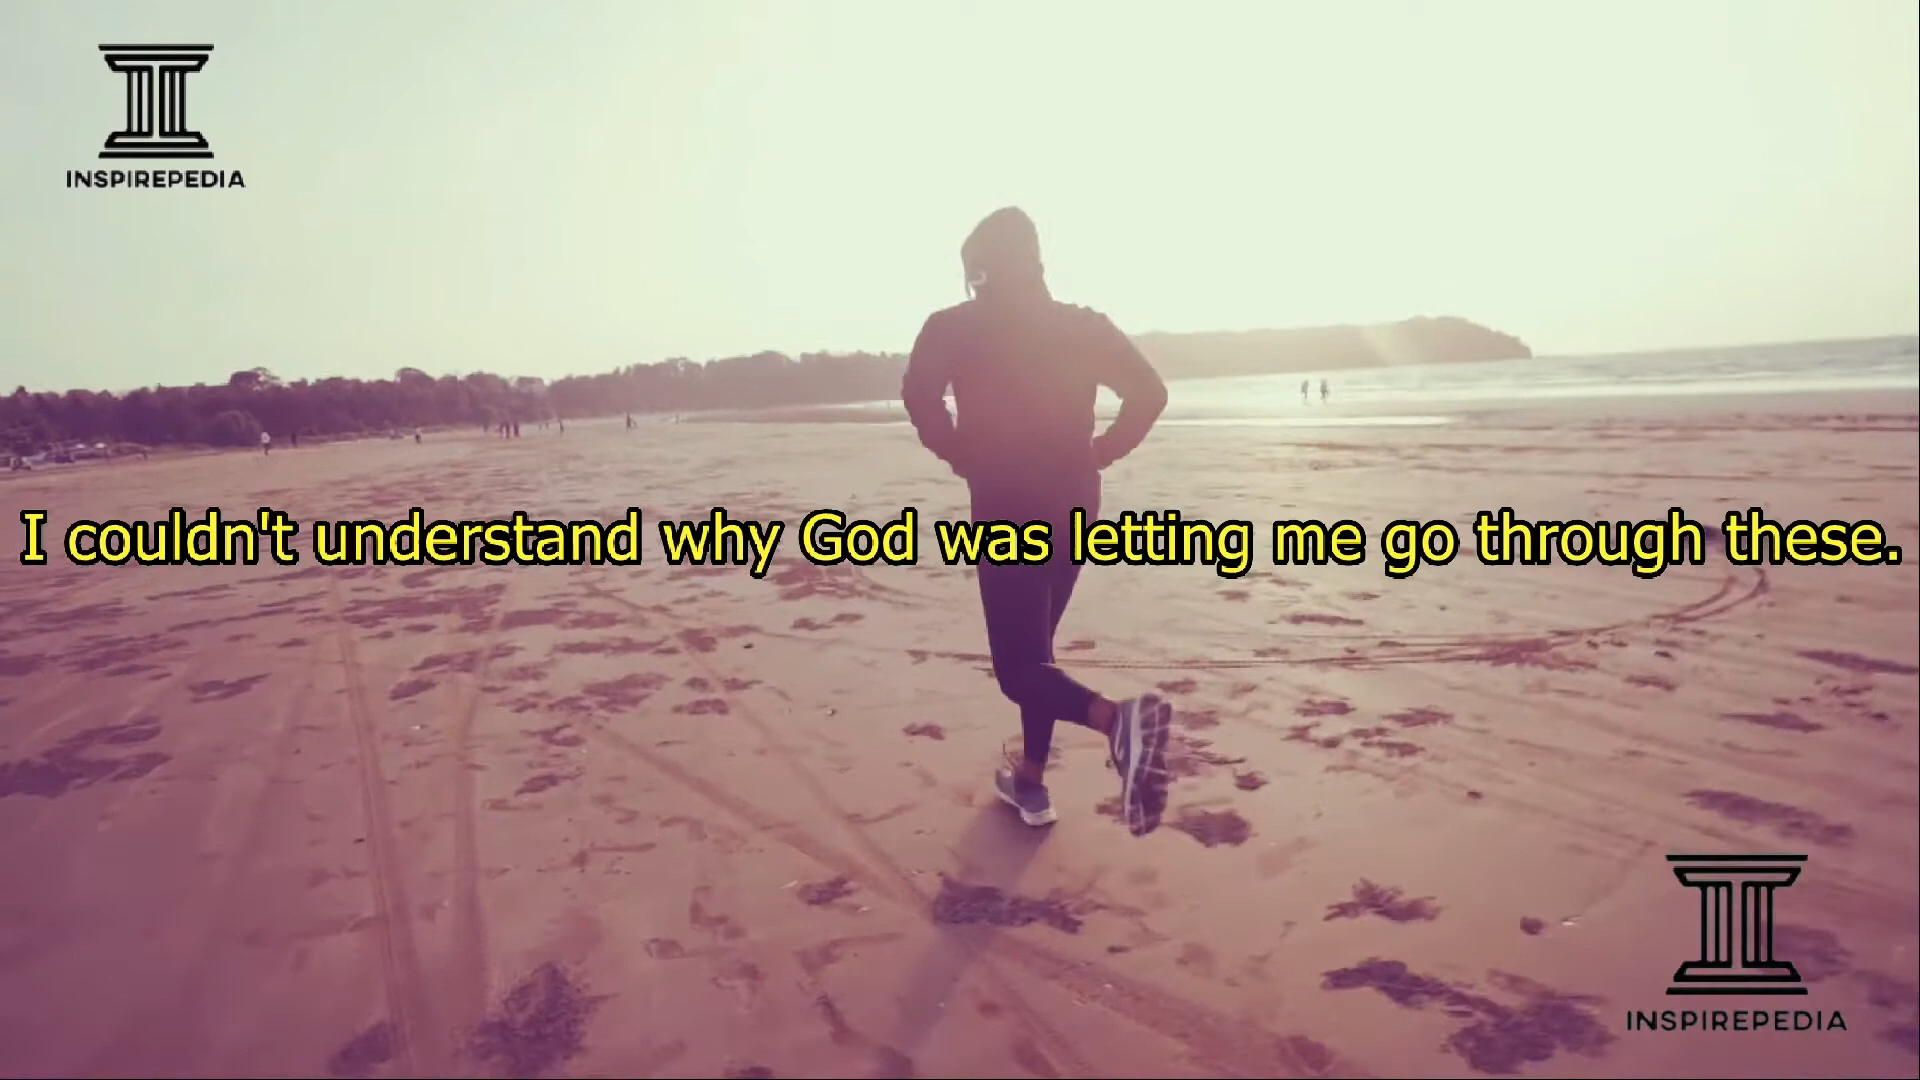 INSPIREPEDIA
I couldn't understand why God was letting me go through these.
INSPIREPEDIA